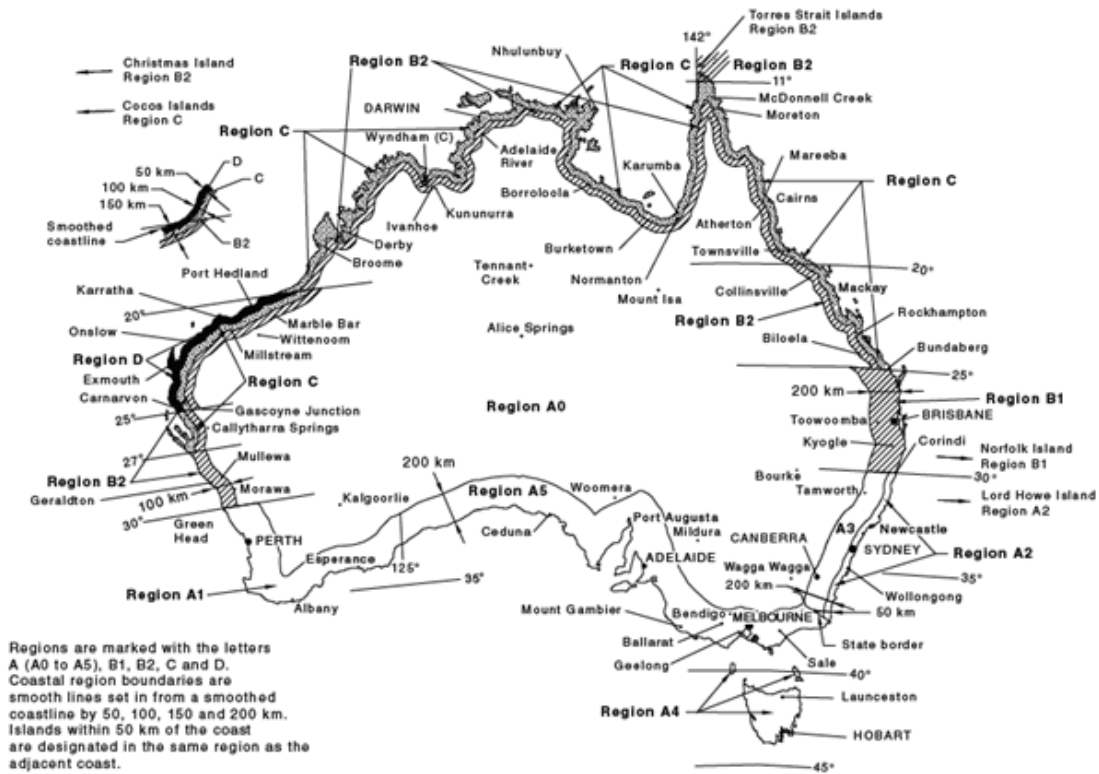 Torres Strait Islands
Region B2
142°
Nhulunbuy
Christmas Island
Region B2
Region B2
Region C
Region B2
11°
Cocos Islands
Region C
DARWIN
McDonnell Creek
Moreton
Region C
Wyndham (C)
50 km
D
100 km
C
150 km
Adelaide
River
Karumba
Mareeba
Region C
Smoothed
coastline
B2
Borroloola
Cairns
Ivanhoe
Kununurra
Atherton
Derby
Broome
Burketown
Townsville
Port Hedland
Tennant
Creek
Normanton
20°
Karratha
Mount Isa
Collinsville
Mackay
20°
Marble Bar
Region B2
Rockhampton
Onslow
Wittenoom
Alice Springs
Biloela
Region D
Millstream
Bundaberg
Exmouth
Region C
25°
Carnarvon
200 km
Region B1
25°
Gascoyne Junction
Region A0
Toowoomba
BRISBANE
Callytharra Springs
Kyogle
Corindi
27°
Mullewa
200 km
Norfolk Island
Region B1
Region B2
Region A5
Bourke
30°
Geraldton
100 km
Morawa
Kalgoorlie
Woomera
Tamworth
Lord Howe Island
Region A2
30°
Green
Head
Ceduna
Port Augusta
Mildura
A3
Newcastle
PERTH
CANBERRA
SYDNEY
Region A2
Esperance
125°
ADELAIDE
Wagga Wagga
35°
35°
200 km
Region A1
Wollongong
Albany
Mount Gambier
Bendigo
MELBOURNE
50 km
Ballarat
State border
Geelong
Sale
40°
Launceston
Region A4
HOBART
45°
Regions are marked with the letters
A (A0 to A5), B1, B2, C and D.
Coastal region boundaries are
smooth lines set in from a smoothed
coastline by 50, 100, 150 and 200 km.
Islands within 50 km of the coast
are designated in the same region as the
adjacent coast.